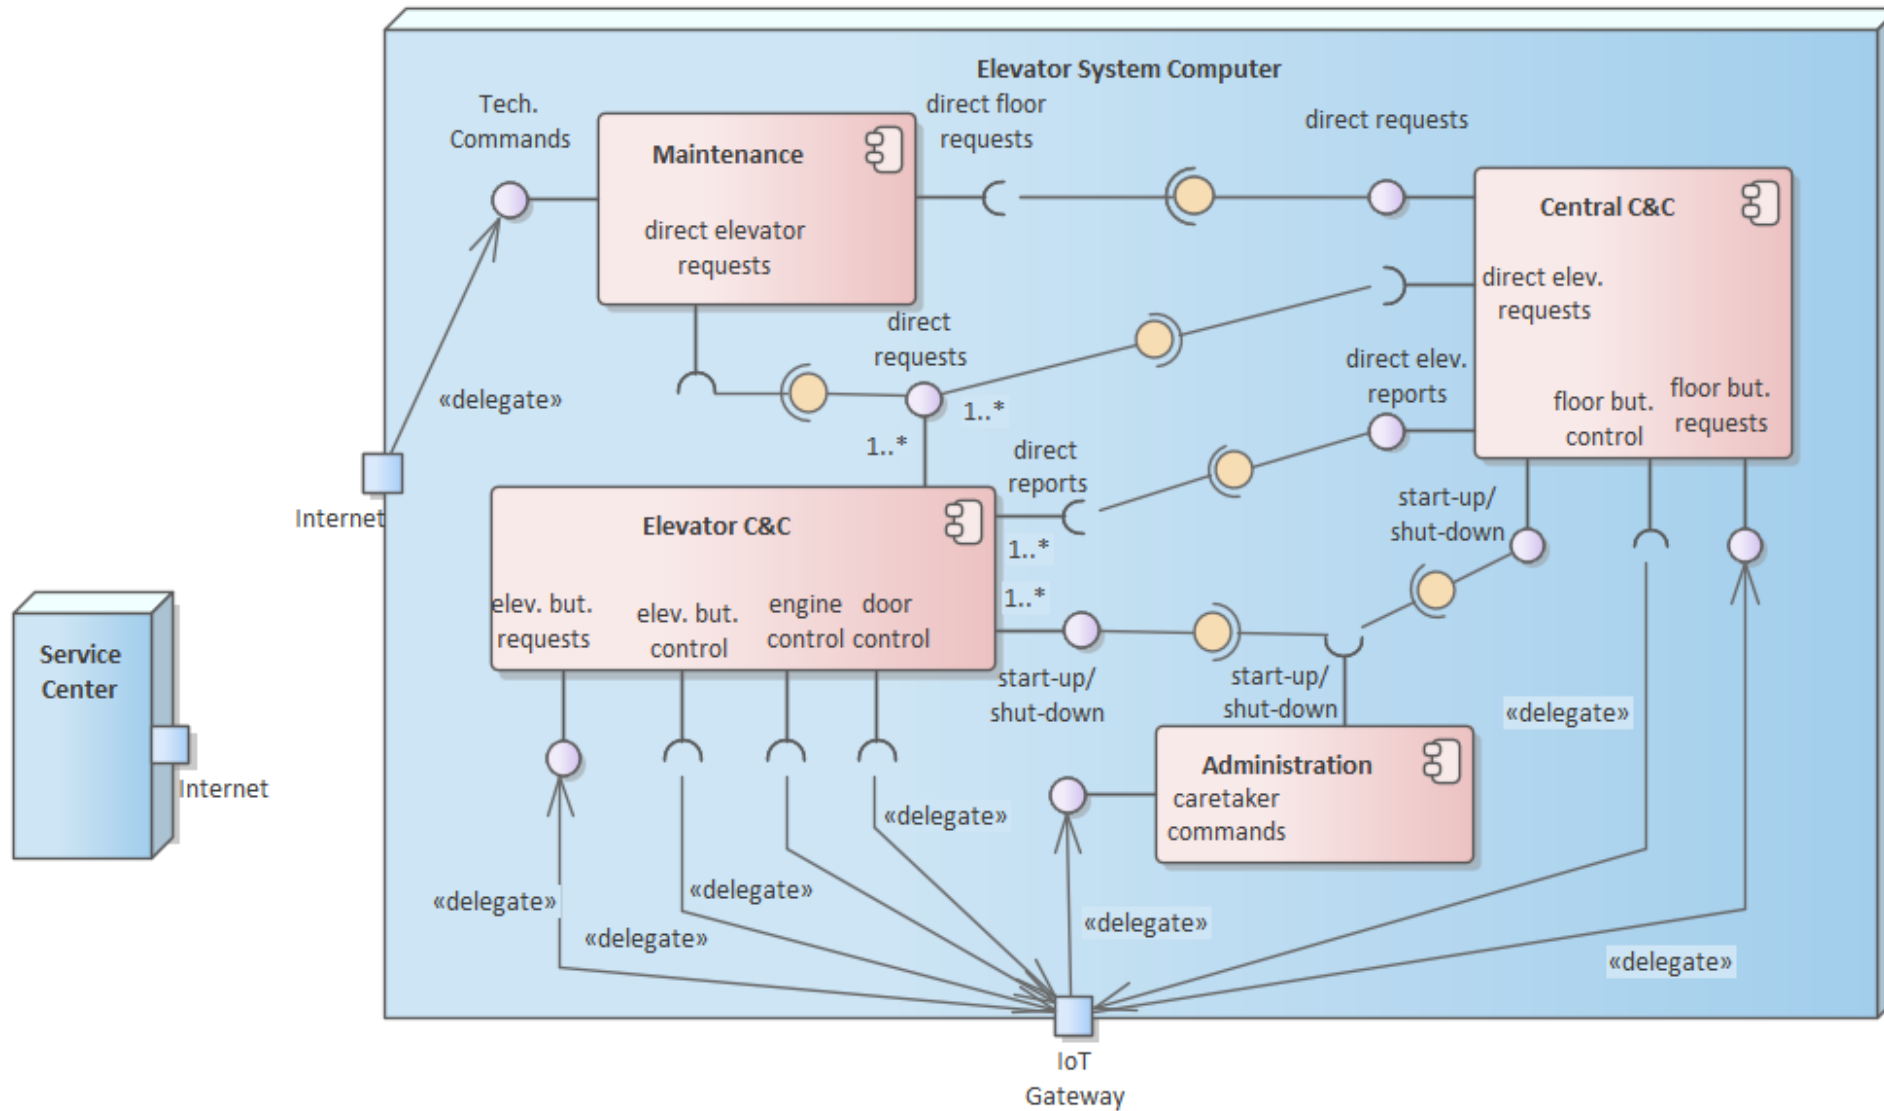 Elevator System Computer
Tech.
Commands
Maintenance
direct elevator
requests
direct floor
requests
direct requests
Central C&C
direct elev.
requests
direct
requests
1..*
1..*
direct elev.
reports
floor but.
control
floor but.
requests
«delegate»
Internet
direct
reports
1..*
1..*
start-up/
shut-down
Elevator C&C
elev. but.
requests
elev. but.
control
engine
control
door
control
start-up/
shut-down
start-up/
shut-down
Service
Center
Internet
Administration
caretaker
commands
«delegate»
«delegate»
«delegate»
«delegate»
«delegate»
«delegate»
«delegate»
IoT
Gateway